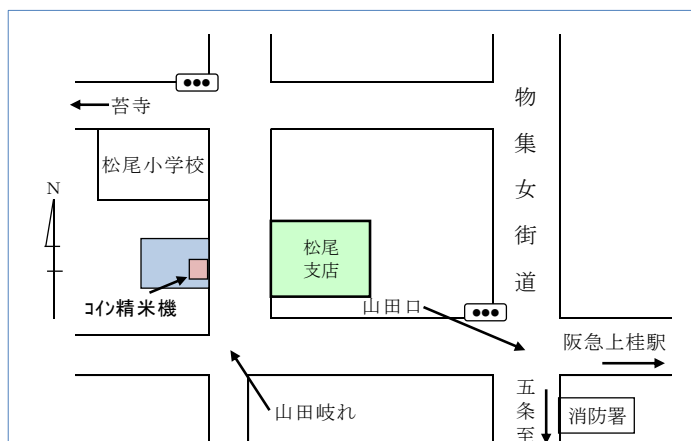 苔寺
松尾小学校
N
コイン精米機
松尾
支店
山田口
物集女街道
阪急上桂駅
山田岐れ
五条至
消防署